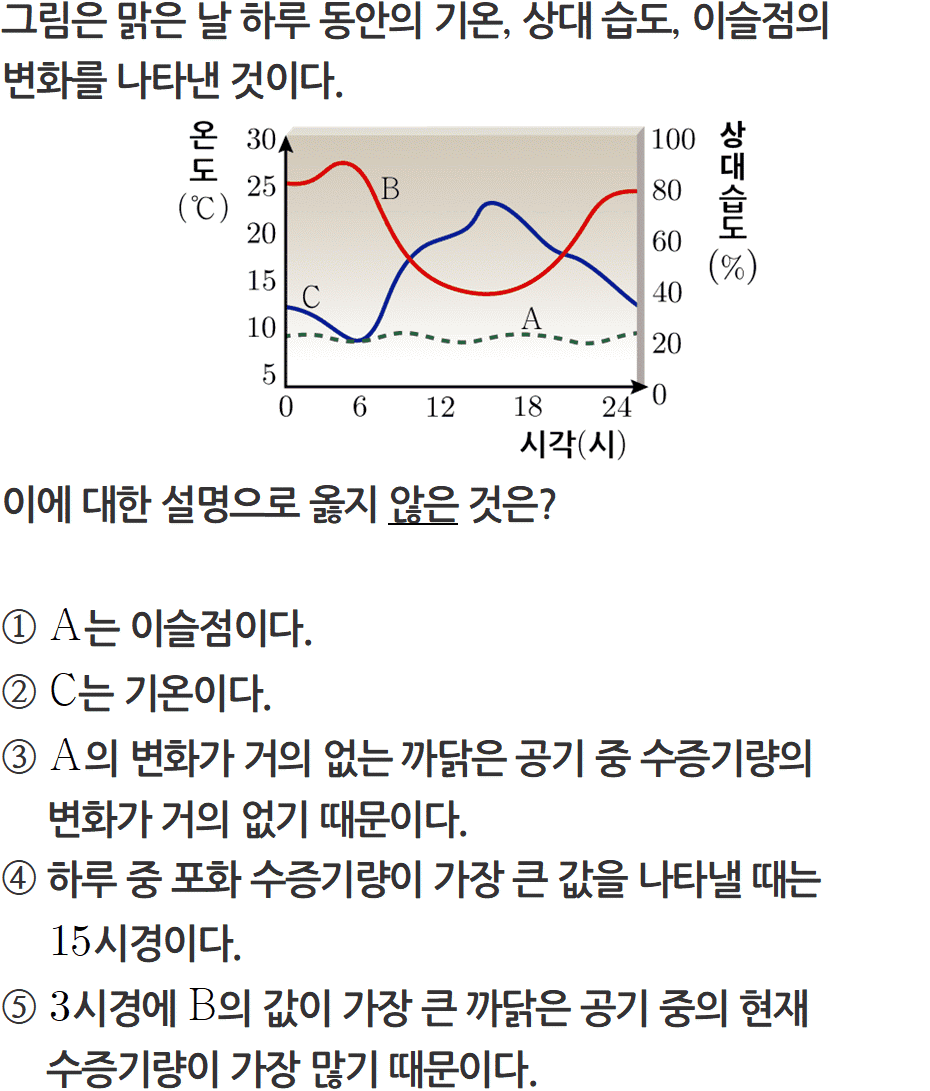 그림은 맑은 날 하루 동안의 기온, 상대 습도, 이슬점의
변화를 나타낸 것이다.
온도 (℃)
30
25
20
15
10
5
상대습도 (%)
100
80
60
40
20
0
B
C
A
0 6 12 18 24
시각(시)
이에 대한 설명으로 옳지 않은 것은?
① A는 이슬점이다.
② C는 기온이다.
③ A의 변화가 거의 없는 까닭은 공기 중 수증기량의
변화가 거의 없기 때문이다.
④ 하루 중 포화 수증기량이 가장 큰 값을 나타낼 때는
15시경이다.
⑤ 3시경에 B의 값이 가장 큰 까닭은 공기 중의 현재
수증기량이 가장 많기 때문이다.